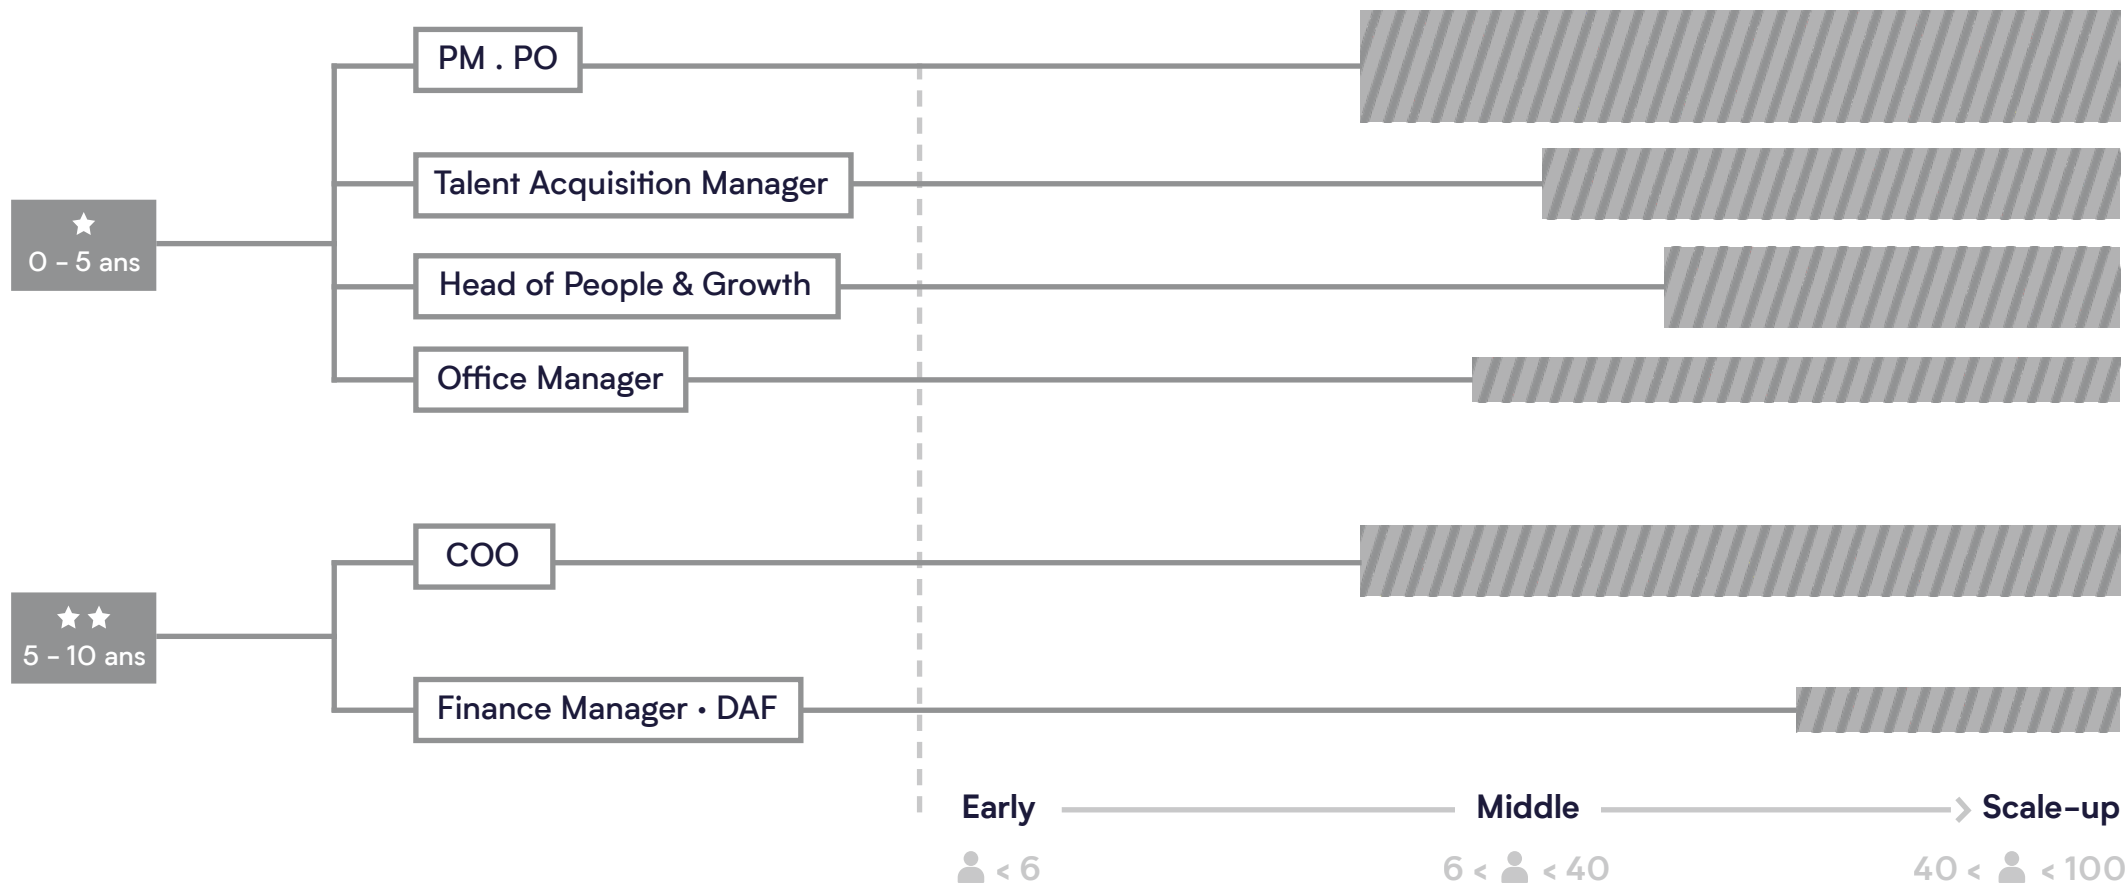 PM . PO
Talent Acquisition Manager
★
0 - 5 ans
Head of People & Growth
Office Manager
COO
★ ★
5 - 10 ans
Finance Manager • DAF
Early Middle Scale-up
< 6 6 < < 40 40 < < 100